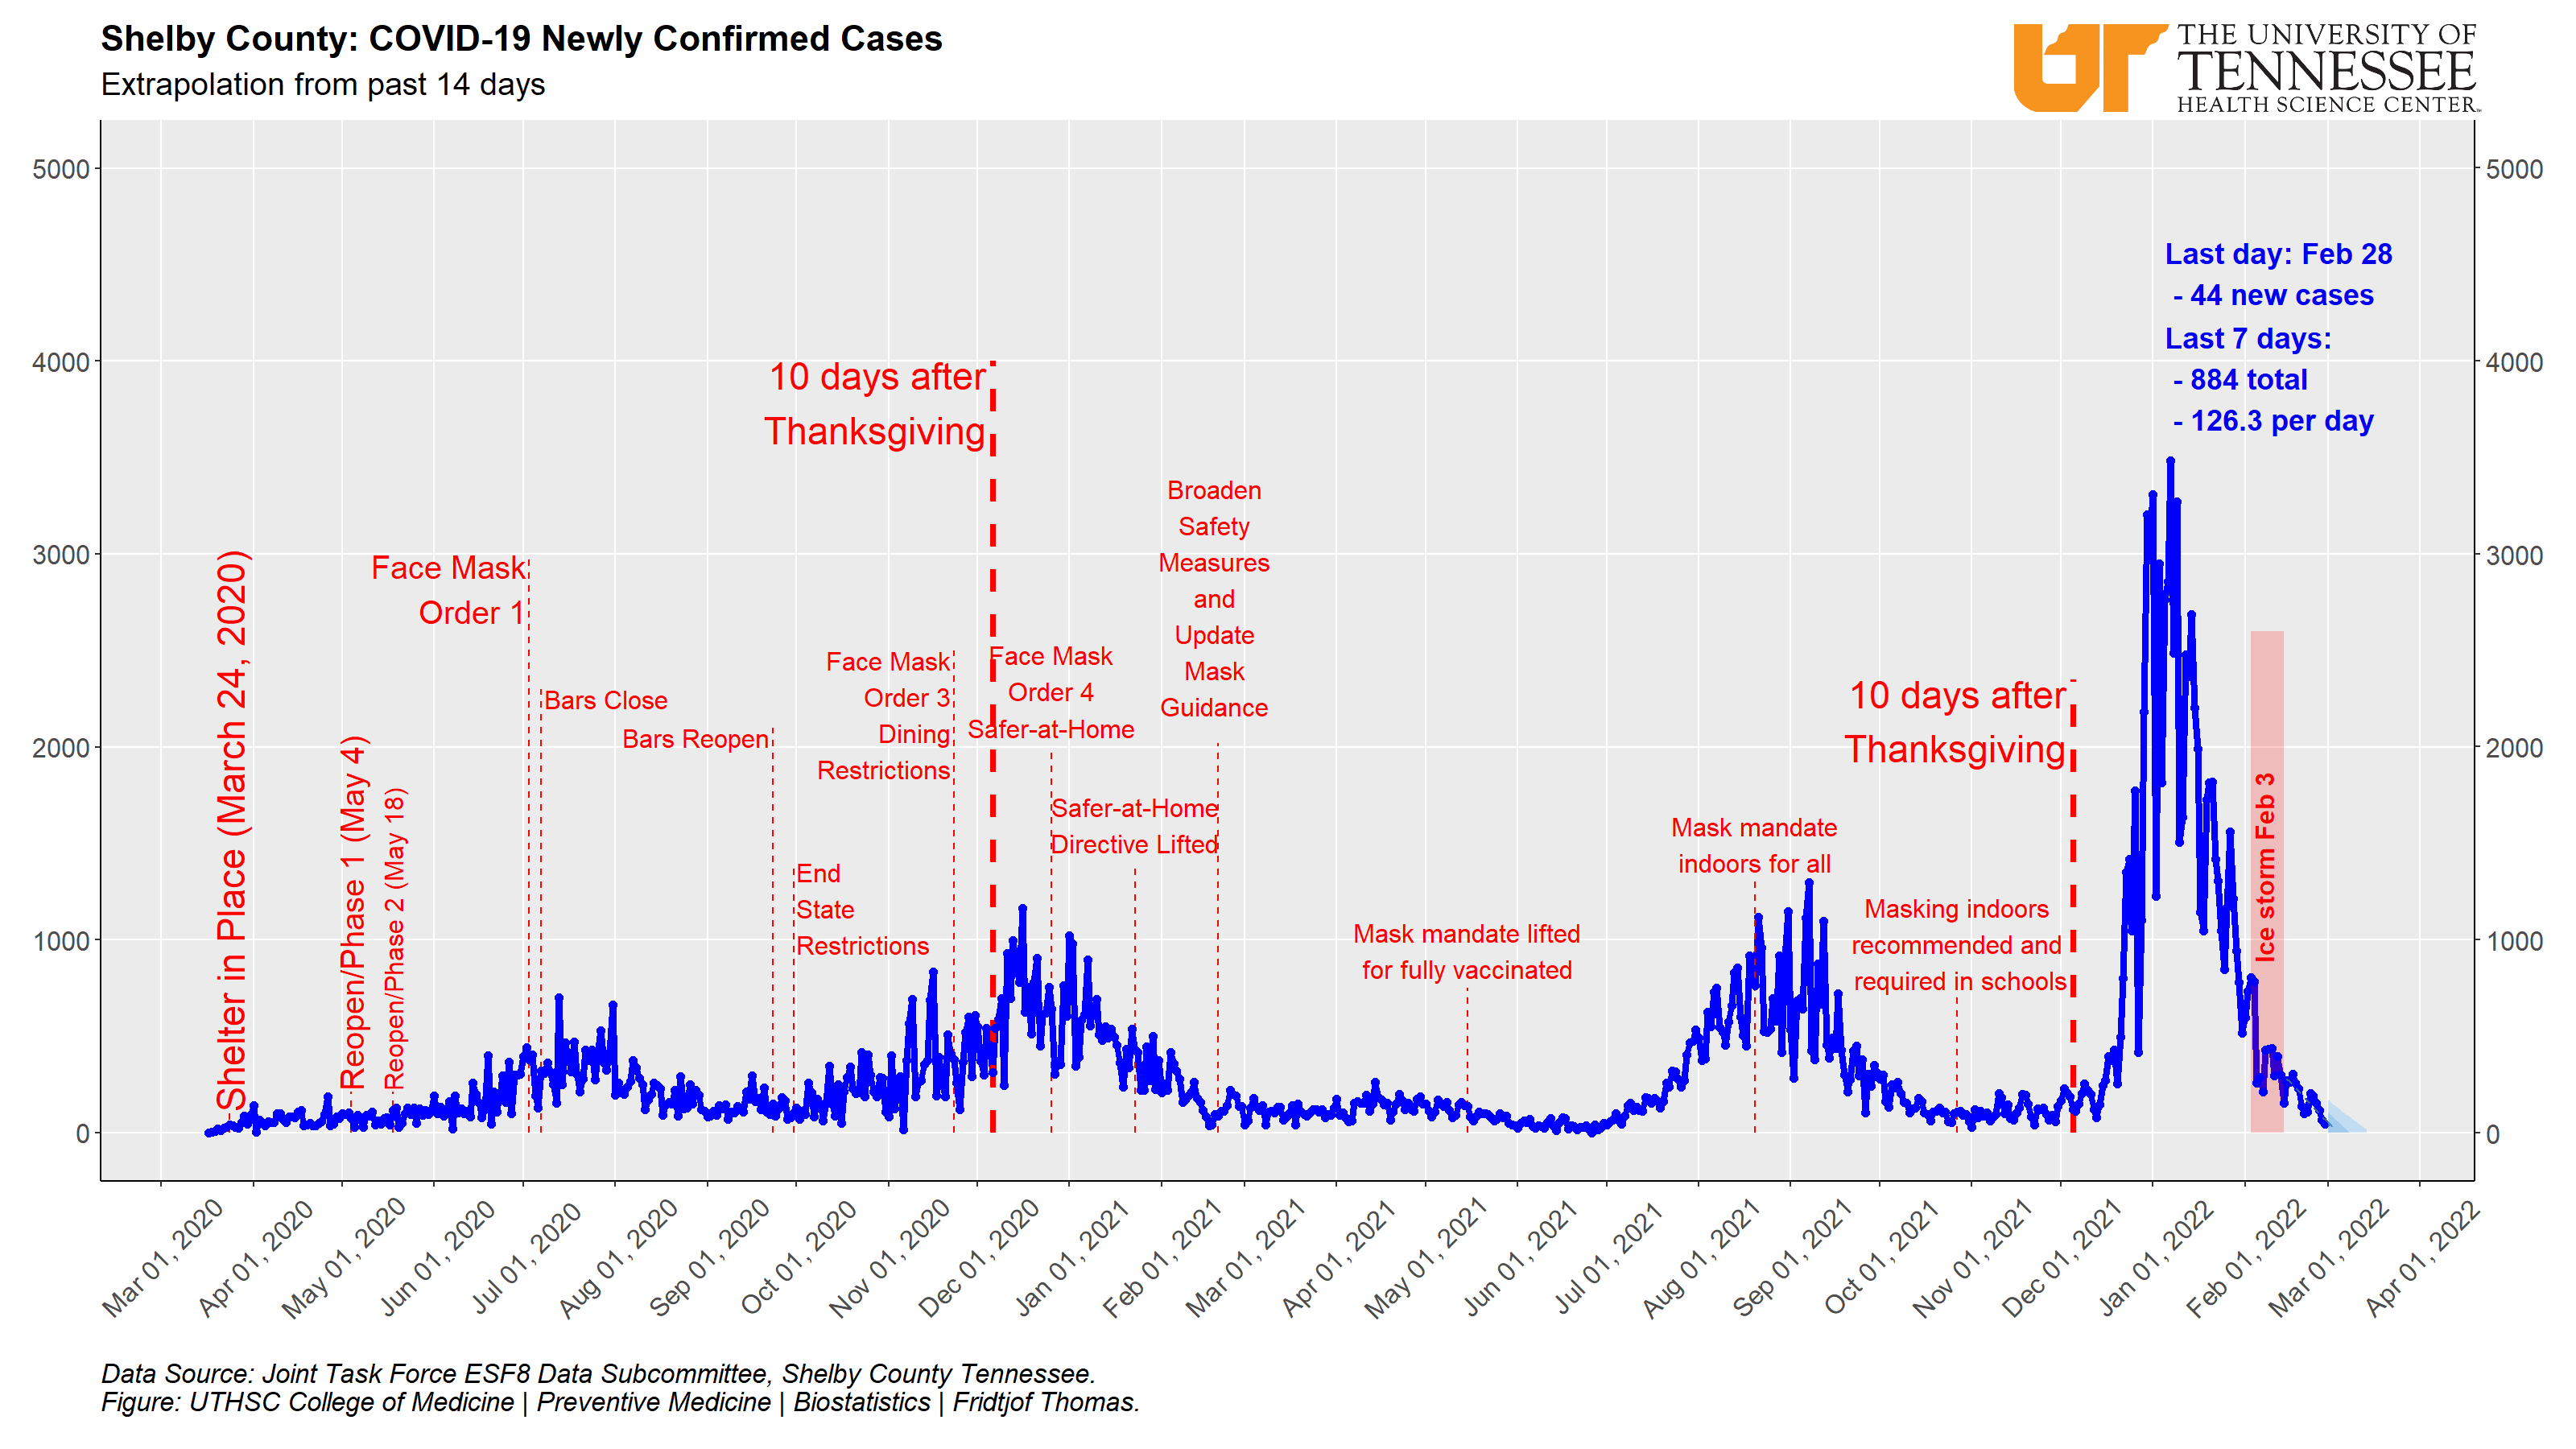 Shelby County: COVID-19 Newly Confirmed Cases
Extrapolation from past 14 days
THE UNIVERSITY OF
TENNESSEE
HEALTH SCIENCE CENTER
5000
4000
3000
2000
1000
0
5000
4000
3000
2000
1000
0
Shelter in Place (March 24, 2020)
Reopen/Phase 1 (May 4)
Reopen/Phase 2 (May 18)
Face Mask
Order 1
Bars Close
Bars Reopen
End
State
Restrictions
Face Mask
Order 3
Dining
Restrictions
10 days after
Thanksgiving
Face Mask
Order 4
Safer-at-Home
Safer-at-Home
Directive Lifted
Broaden
Safety
Measures
and
Update
Mask
Guidance
Mask mandate lifted
for fully vaccinated
Mask mandate
indoors for all
Masking indoors
recommended and
required in schools
10 days after
Thanksgiving
Ice storm Feb 3
Last day: Feb 28
- 44 new cases
Last 7 days:
- 884 total
- 126.3 per day
Mar 01, 2020
Apr 01, 2020
May 01, 2020
Jun 01, 2020
Jul 01, 2020
Aug 01, 2020
Sep 01, 2020
Oct 01, 2020
Nov 01, 2020
Dec 01, 2020
Jan 01, 2021
Feb 01, 2021
Mar 01, 2021
Apr 01, 2021
May 01, 2021
Jun 01, 2021
Jul 01, 2021
Aug 01, 2021
Sep 01, 2021
Oct 01, 2021
Nov 01, 2021
Dec 01, 2021
Jan 01, 2022
Feb 01, 2022
Mar 01, 2022
Apr 01, 2022
Data Source: Joint Task Force ESF8 Data Subcommittee, Shelby County Tennessee.
Figure: UTHSC College of Medicine | Preventive Medicine | Biostatistics | Fridtjof Thomas.